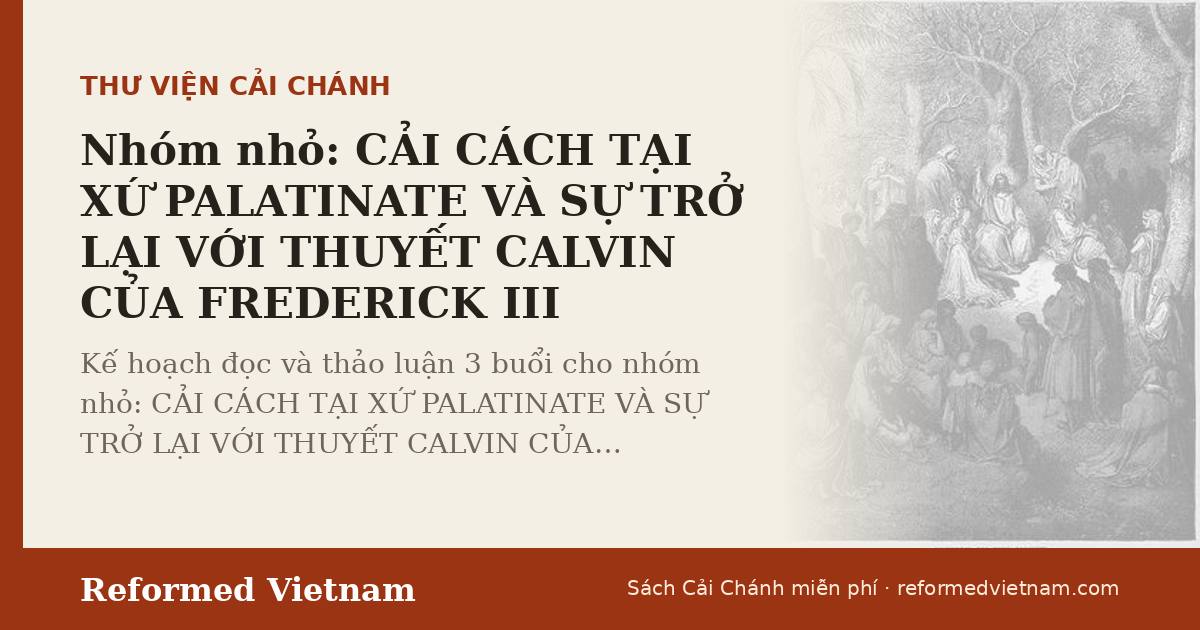 THƯ VIỆN CẢI CHÁNH
Nhóm nhỏ: CẢI CÁCH TẠI
XỨ PALATINATE VÀ SỰ TRỞ
LẠI VỚI THUYẾT CALVIN
CỦA FREDERICK III
Kế hoạch đọc và thảo luận 3 buổi cho nhóm
nhỏ: CẢI CÁCH TẠI XỨ PALATINATE VÀ SỰ
TRỞ LẠI VỚI THUYẾT CALVIN CỦA...
Reformed Vietnam
Sách Cải Chánh miễn phí · reformedvietnam.com